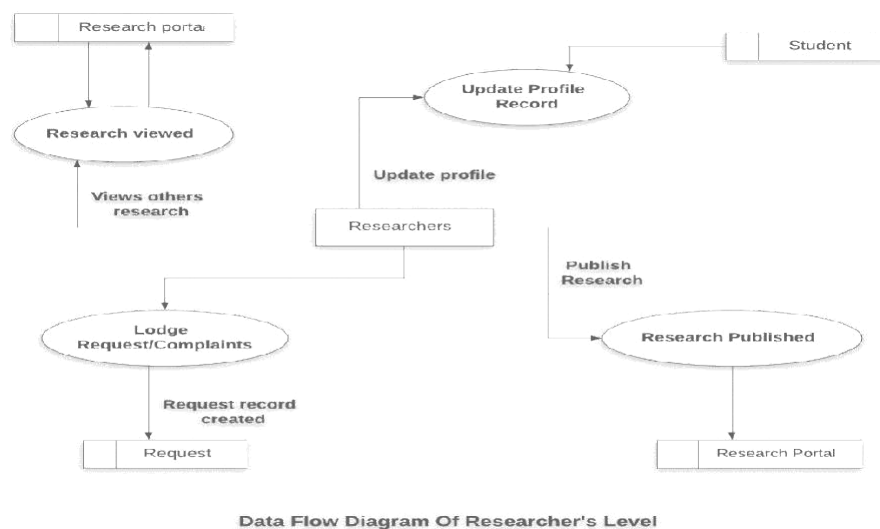 Research portal
Student
Update Profile
Record
Research viewed
Update profile
Views others
research
Researchers
Publish
Research
Lodge
Request/Complaints
Research Published
Request record
created
Request
Research Portal
Data Flow Diagram Of Researcher's Level